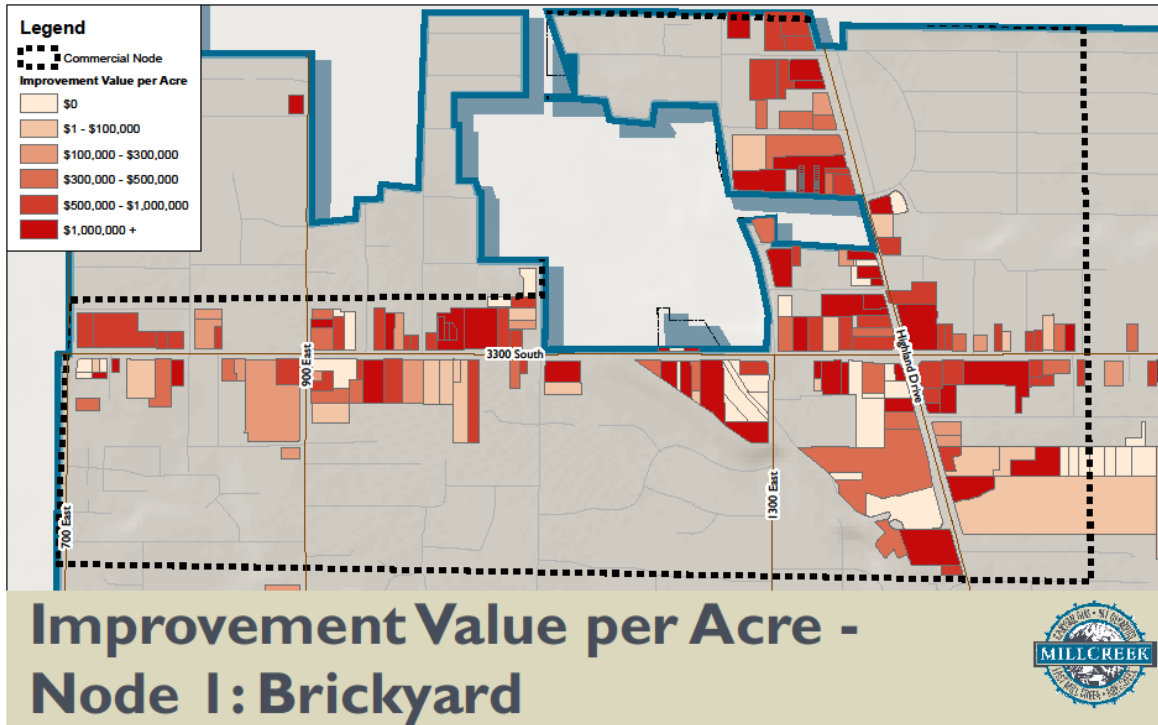 Legend
Commercial Node
Improvement Value per Acre
$0
$1 - $100,000
$100,000 - $300,000
$300,000 - $500,000
$500,000 - $1,000,000
$1,000,000 +
900 East
3300 South
Highland Drive
700 East
1300 East
Improvement Value per Acre -
Node 1: Brickyard
MILLCREEK